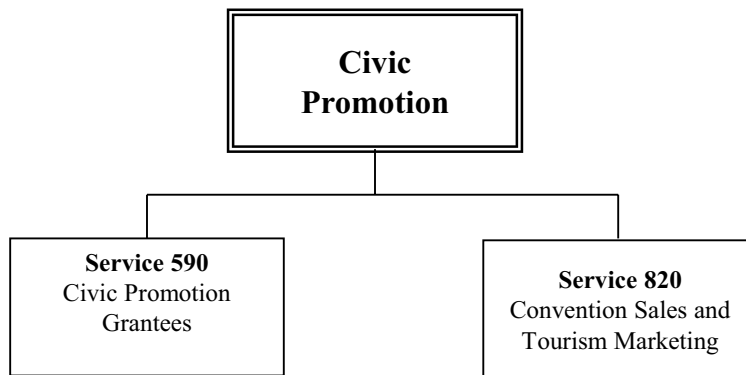 Civic
Promotion
Service 590
Civic Promotion
Grantees
Service 820
Convention Sales and
Tourism Marketing